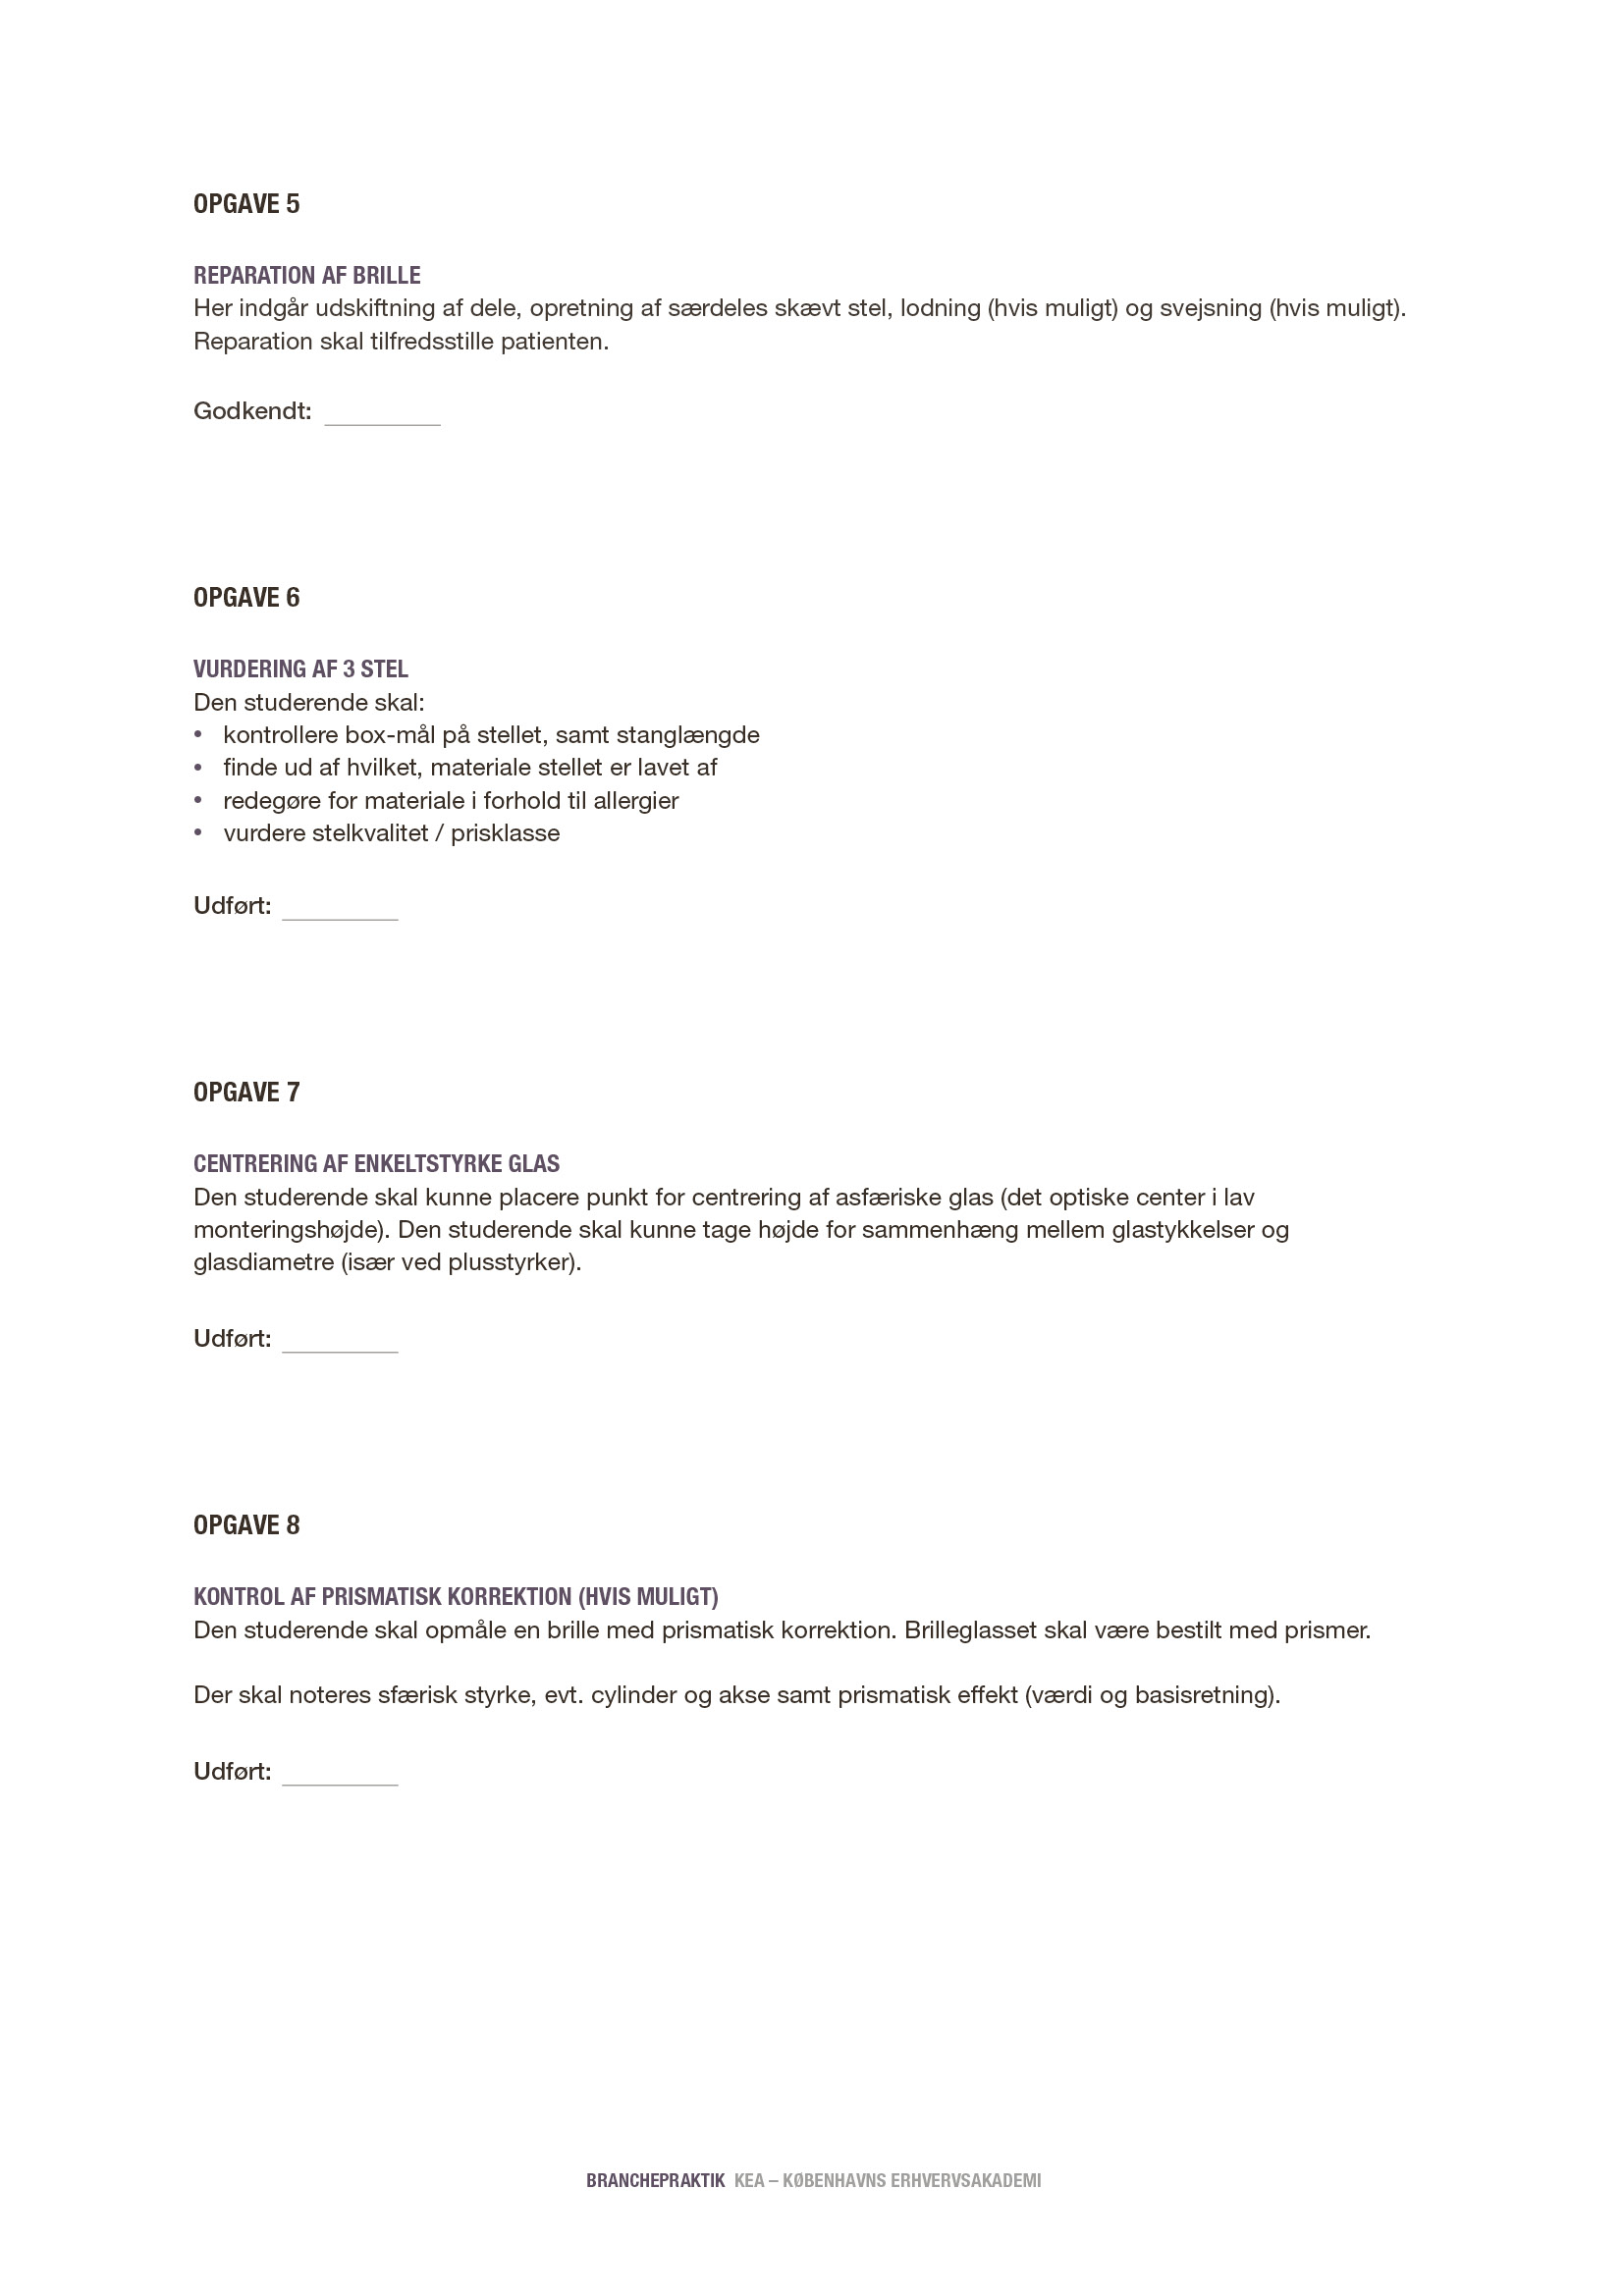 OPGAVE 5
REPARATION AF BRILLE
Her indgår udskiftning af dele, opretning af særdeles skævt stel, lodning (hvis muligt) og svejsning (hvis muligt).
Reparation skal tilfredsstille patienten.
Godkendt: _________
OPGAVE 6
VURDERING AF 3 STEL
Den studerende skal:
• kontrollere box-mål på stellet, samt stanglængde
• finde ud af hvilket, materiale stellet er lavet af
• redegøre for materiale i forhold til allergier
• vurdere stelkvalitet / prisklasse
Udført: _________
OPGAVE 7
CENTRERING AF ENKELTSTYRKE GLAS
Den studerende skal kunne placere punkt for centrering af asfæriske glas (det optiske center i lav
monteringshøjde). Den studerende skal kunne tage højde for sammenhæng mellem glastykkelser og
glasdiametre (især ved plusstyrker).
Udført: _________
OPGAVE 8
KONTROL AF PRISMATISK KORREKTION (HVIS MULIGT)
Den studerende skal opmåle en brille med prismatisk korrektion. Brilleglasset skal være bestilt med prismer.
Der skal noteres sfærisk styrke, evt. cylinder og akse samt prismatisk effekt (værdi og basisretning).
Udført: _________
BRANCHEPRAKTIK KEA – KØBENHAVNS ERHVERVSAKADEMI